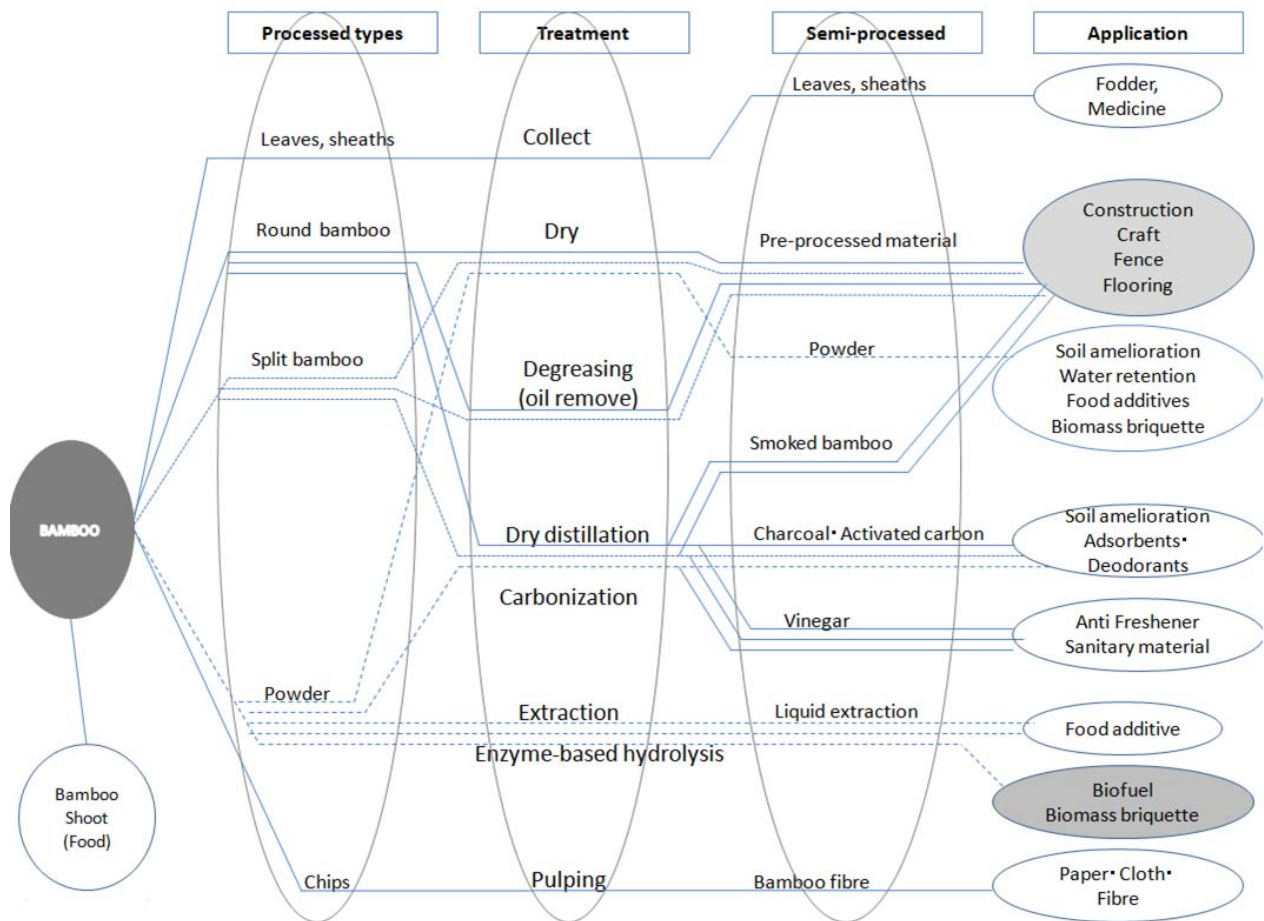 Processed types
Treatment
Semi-processed
Application
Leaves, sheaths
Collect
Leaves, sheaths
Fodder,
Medicine
Round bamboo
Dry
Pre-processed material
Construction
Craft
Fence
Flooring
Split bamboo
Degreasing
(oil remove)
Powder
Soil amelioration
Water retention
Food additives
Biomass briquette
Smoked bamboo
BAMBOO
Dry distillation
Charcoal・Activated carbon
Soil amelioration
Adsorbents・
Deodorants
Carbonization
Vinegar
Anti Freshener
Sanitary material
Powder
Extraction
Liquid extraction
Food additive
Enzyme-based hydrolysis
Bamboo
Shoot
(Food)
Biofuel
Biomass briquette
Chips
Pulping
Bamboo fibre
Paper・Cloth・
Fibre